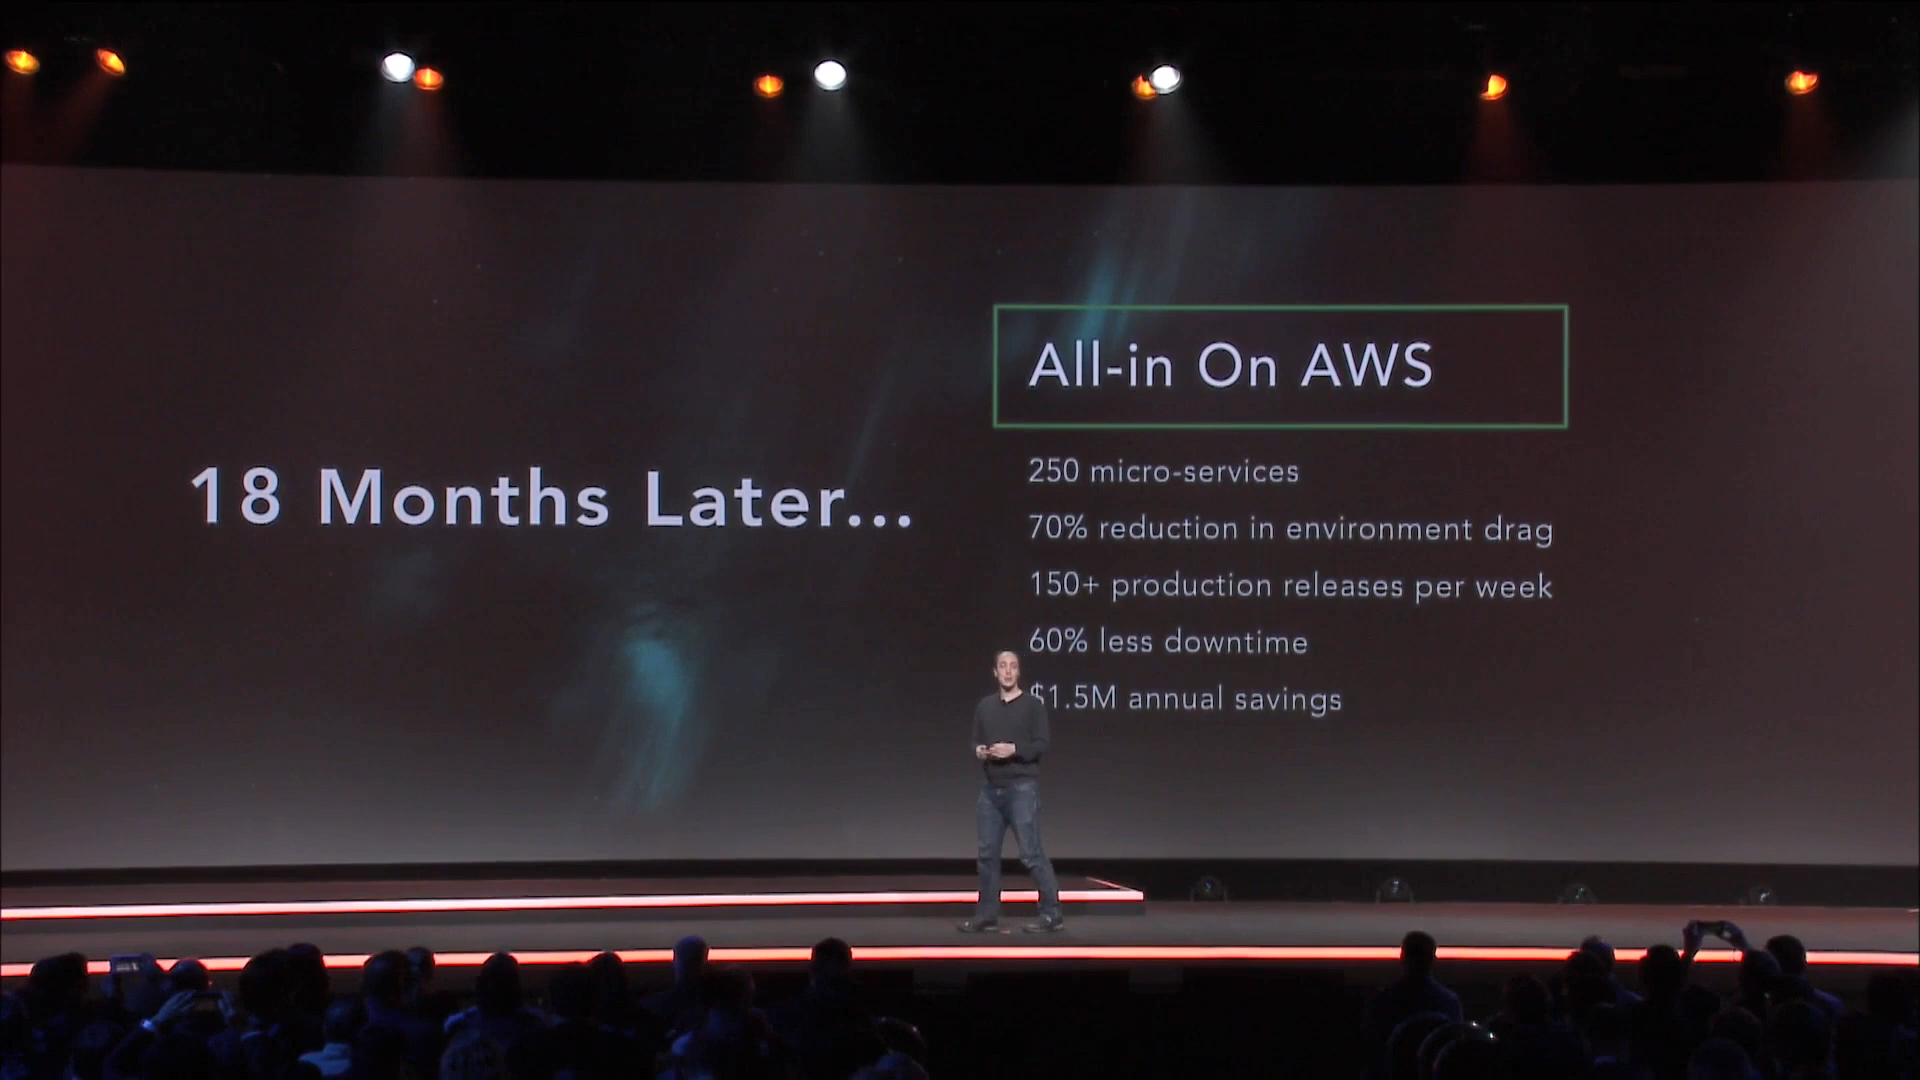 18 Months Later...
All-in On AWS
250 micro-services
70% reduction in environment drag
150+ production releases per week
60% less downtime
$1.5M annual savings